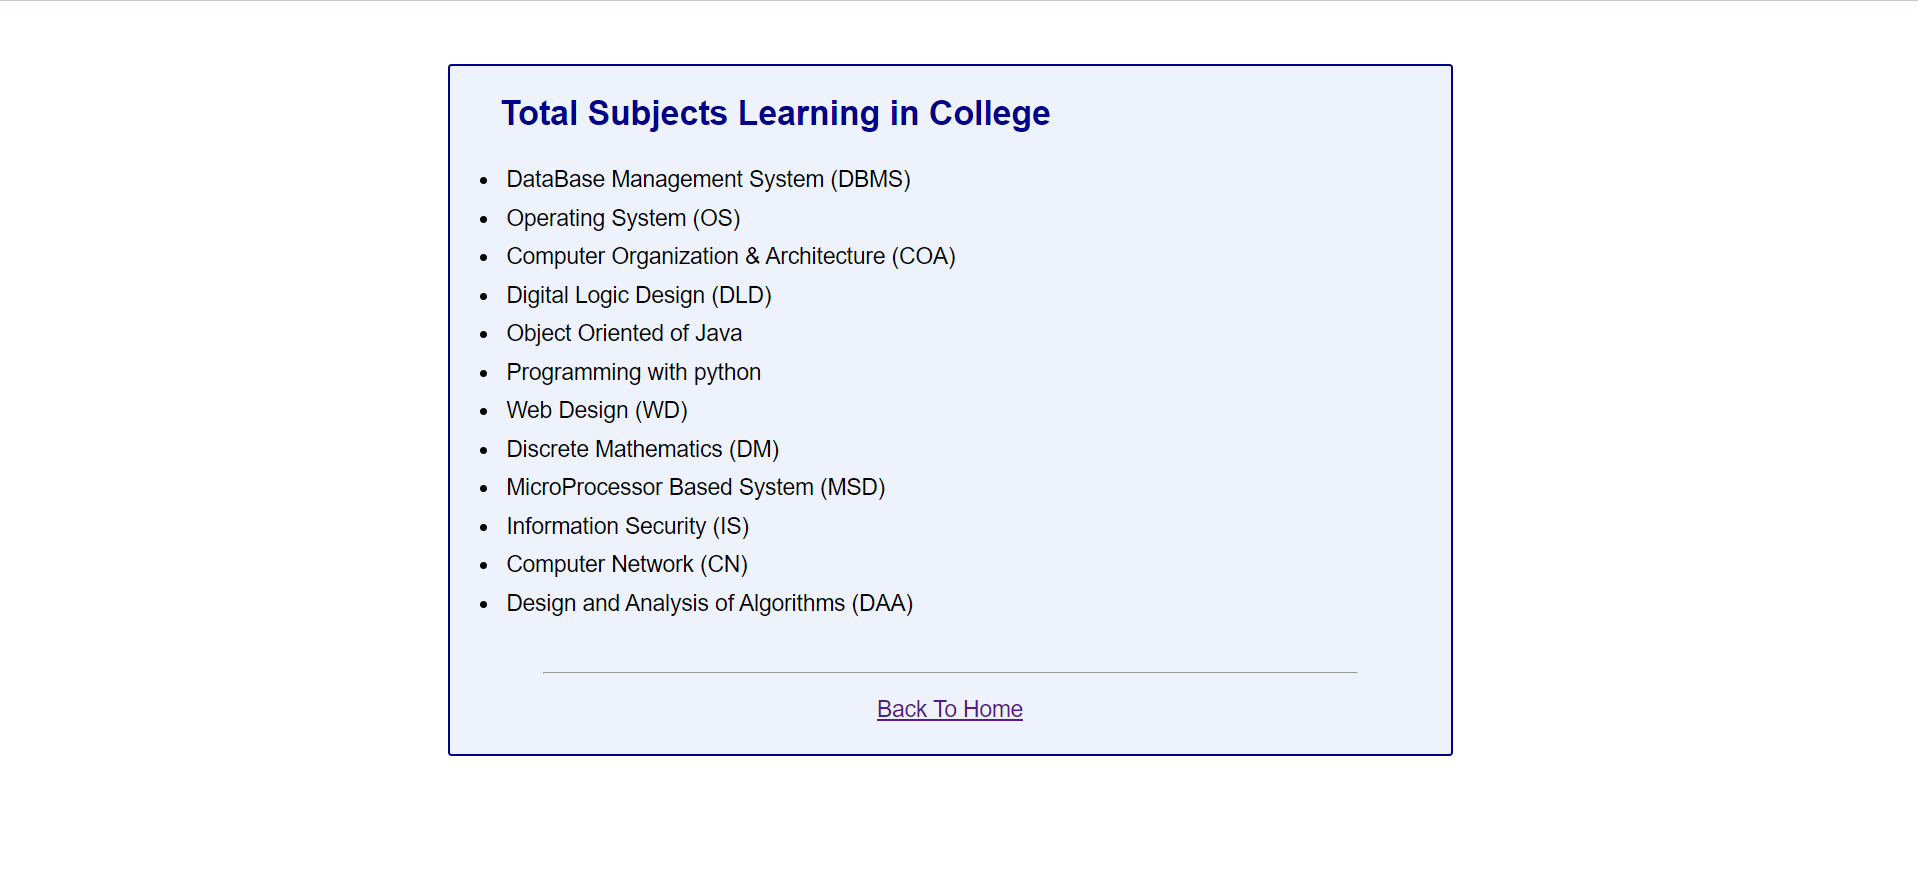 Total Subjects Learning in College
DataBase Management System (DBMS)
Operating System (OS)
Computer Organization & Architecture (COA)
Digital Logic Design (DLD)
Object Oriented of Java
Programming with python
Web Design (WD)
Discrete Mathematics (DM)
MicroProcessor Based System (MSD)
Information Security (IS)
Computer Network (CN)
Design and Analysis of Algorithms (DAA)
Back To Home